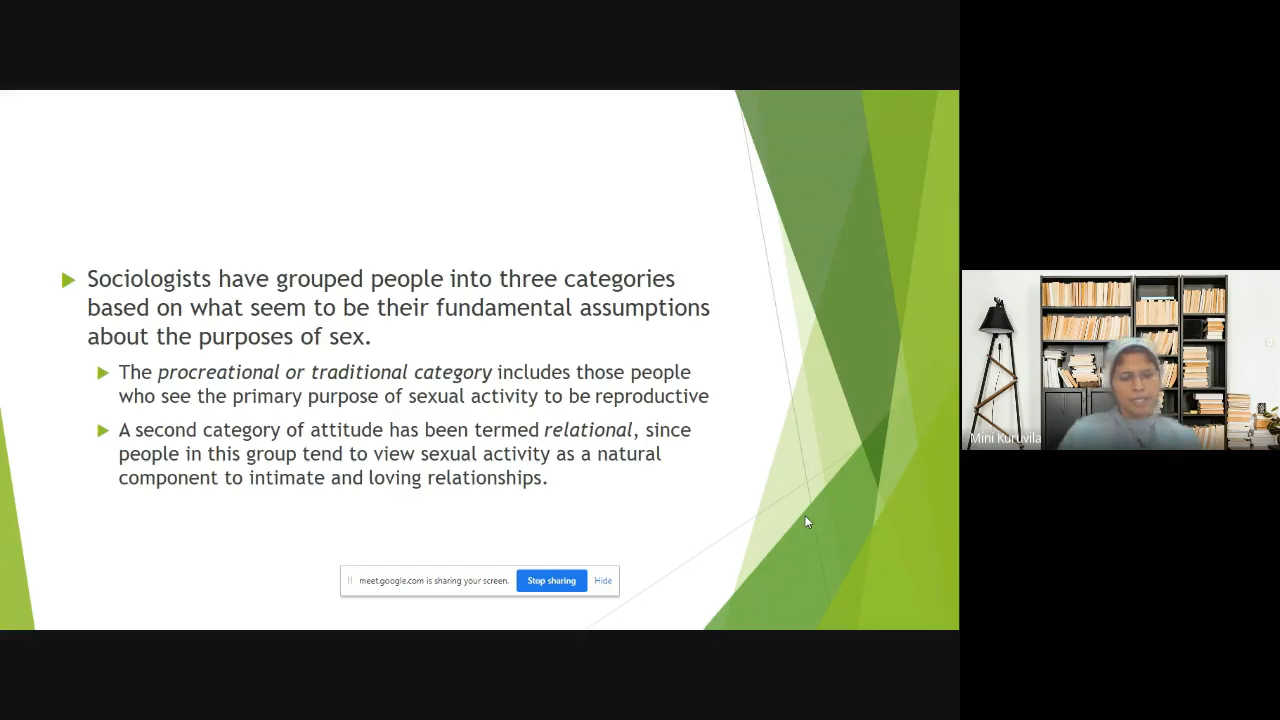 Sociologists have grouped people into three categories
based on what seem to be their fundamental assumptions
about the purposes of sex.
The procreational or traditional category includes those people
who see the primary purpose of sexual activity to be reproductive
A second category of attitude has been termed relational, since
people in this group tend to view sexual activity as a natural
component to intimate and loving relationships.
meet.google.com is sharing your screen. Stop sharing Hide
Mini Kuruvila